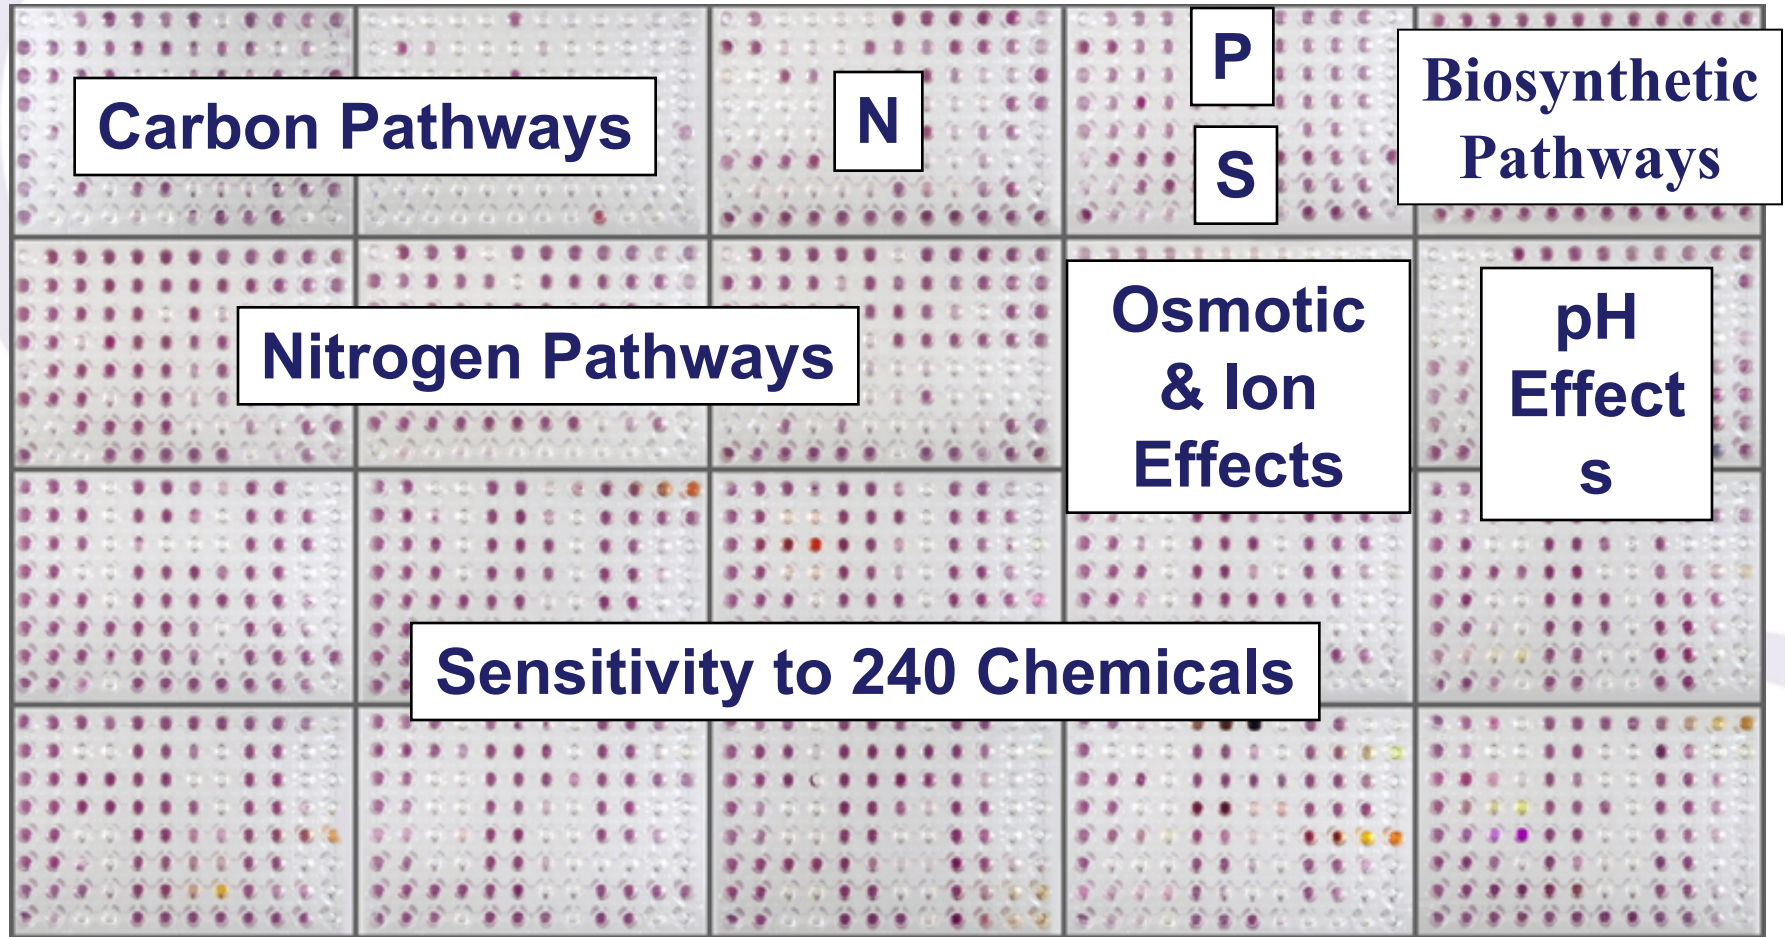 Carbon Pathways
N
P
S
Biosynthetic
Pathways
Nitrogen Pathways
Osmotic
& Ion
Effects
pH
Effect
s
Sensitivity to 240 Chemicals